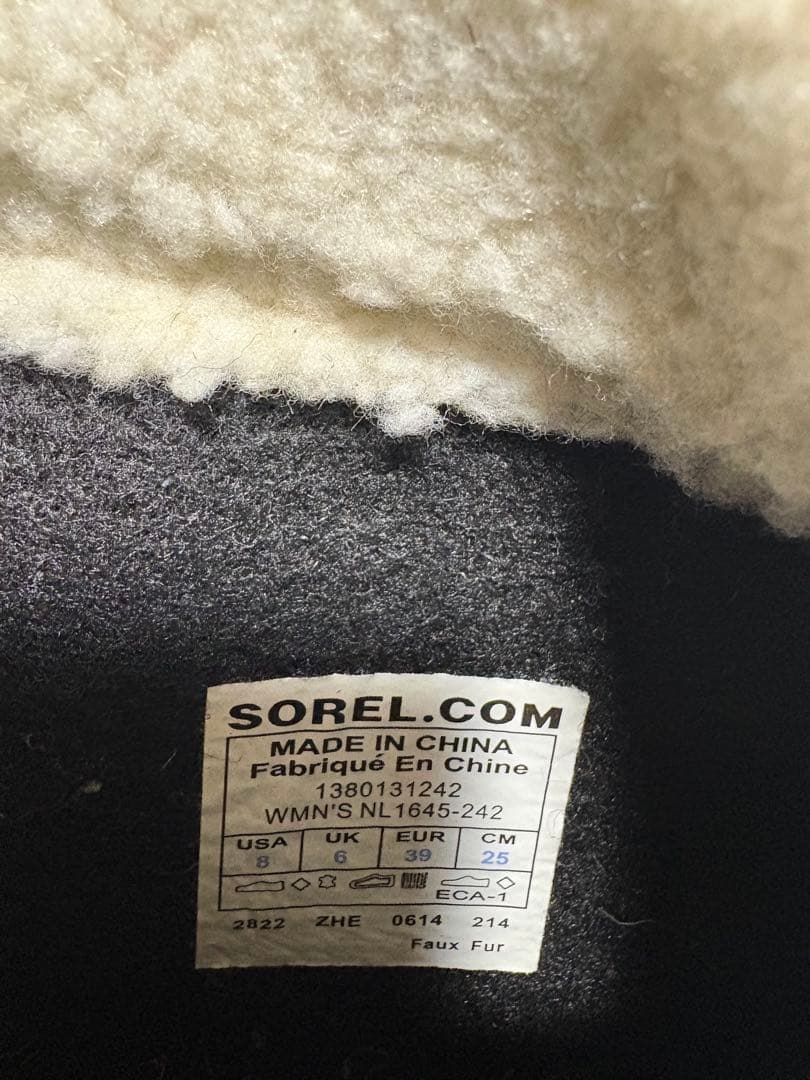 SOREL.COM
MADE IN CHINA
Fabriqué En Chine
1380131242
WMN'S NL1645-242
USA UK EUR CM
8 6 39 25
ECA-1
2822 ZHE 0614 214
Faux Fur